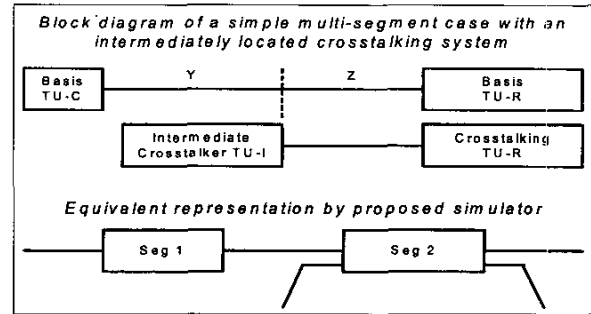 Block diagram of a simple multi-segment case with an
intermediately located crosstalking system
Y
Z
Basis
TU-C
Basis
TU-R
Intermediate
Crosstalker TU-I
Crosstalking
TU-R
Equivalent representation by proposed simulator
Seg 1
Seg 2